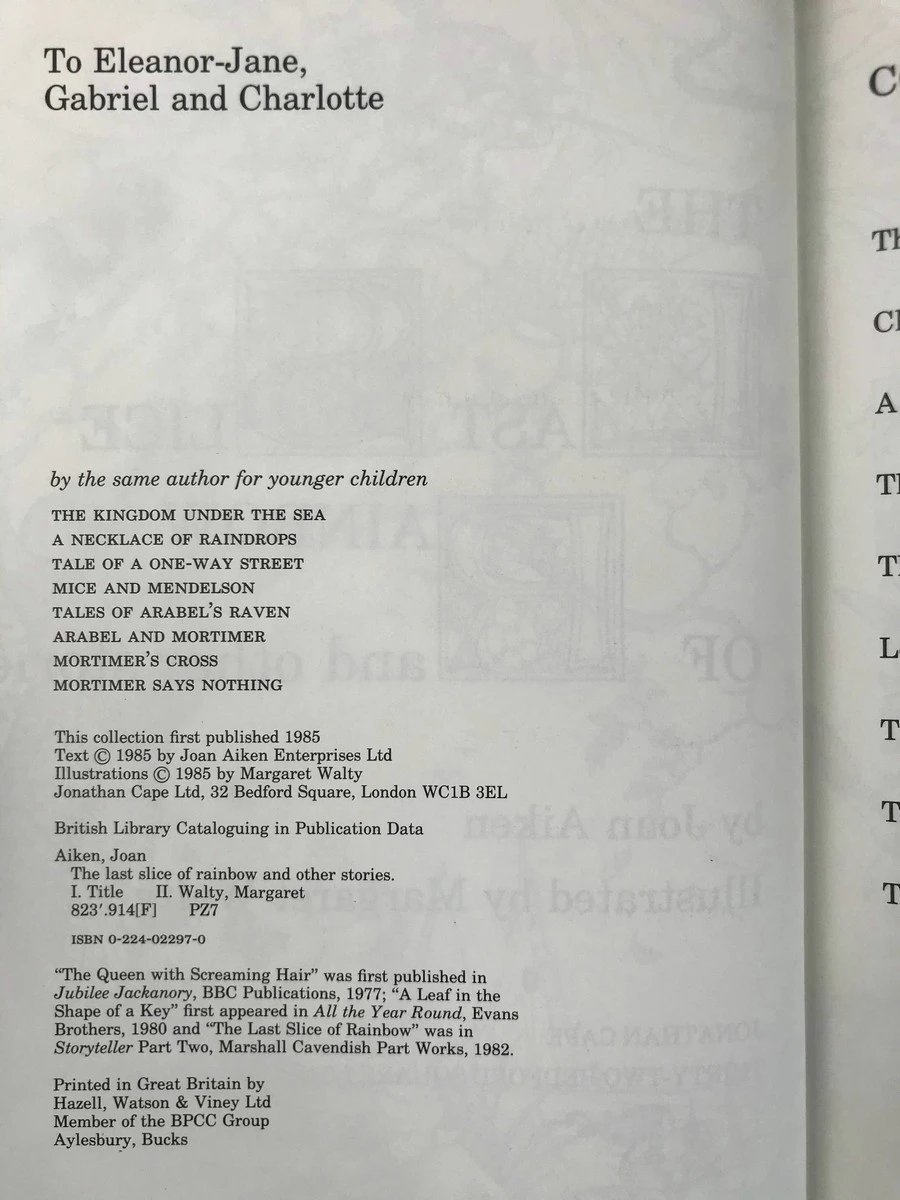 To Eleanor-Jane,
Gabriel and Charlotte
by the same author for younger children
THE KINGDOM UNDER THE SEA
A NECKLACE OF RAINDROPS
TALE OF A ONE-WAY STREET
MICE AND MENDELSON
TALES OF ARABEL'S RAVEN
ARABEL AND MORTIMER
MORTIMER'S CROSS
MORTIMER SAYS NOTHING
This collection first published 1985
Text © 1985 by Joan Aiken Enterprises Ltd
Illustrations © 1985 by Margaret Walty
Jonathan Cape Ltd, 32 Bedford Square, London WC1B 3EL
British Library Cataloguing in Publication Data
Aiken, Joan
The last slice of rainbow and other stories.
I. Title II. Walty, Margaret
823′.914[F] PZ7
ISBN 0-224-02297-0
"The Queen with Screaming Hair" was first published in
Jubilee Jackanory, BBC Publications, 1977; "A Leaf in the
Shape of a Key" first appeared in All the Year Round, Evans
Brothers, 1980 and "The Last Slice of Rainbow" was in
Storyteller Part Two, Marshall Cavendish Part Works, 1982.
Printed in Great Britain by
Hazell, Watson & Viney Ltd
Member of the BPCC Group
Aylesbury, Bucks